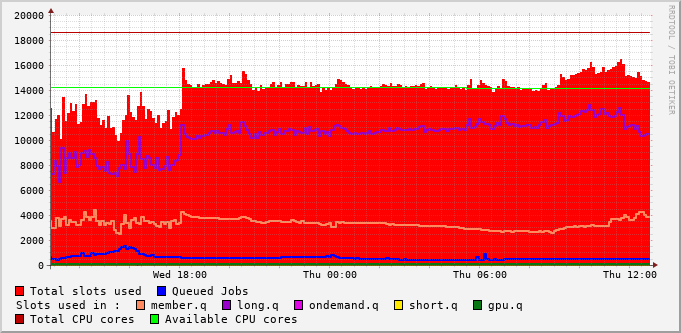 20000
18000
16000
14000
12000
10000
8000
6000
4000
2000
0
Wed 18:00 Thu 00:00 Thu 06:00 Thu 12:00
RRDTOOL / TOBI OETIKER
Total slots used Queued Jobs
Slots used in : member.q long.q ondemand.q short.q gpu.q
Total CPU cores Available CPU cores